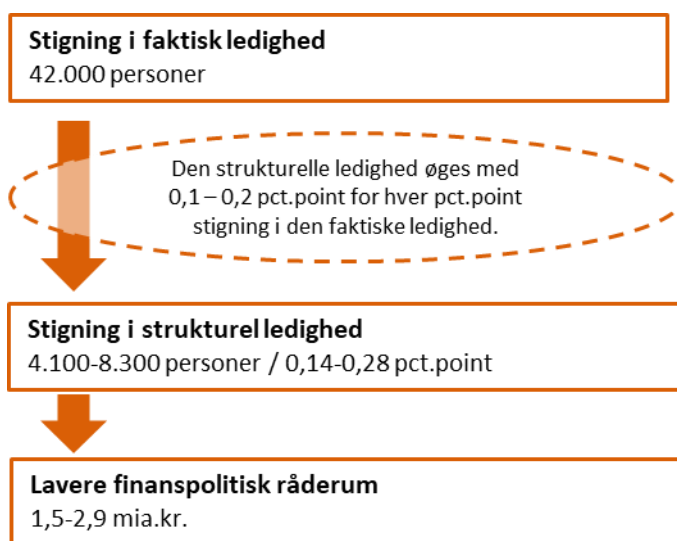 Stigning i faktisk ledighed
42.000 personer
Den strukturelle ledighed øges med
0,1 – 0,2 pct.point for hver pct.point
stigning i den faktiske ledighed.
Stigning i strukturel ledighed
4.100-8.300 personer / 0,14-0,28 pct.point
Lavere finanspolitisk råderum
1,5-2,9 mia.kr.